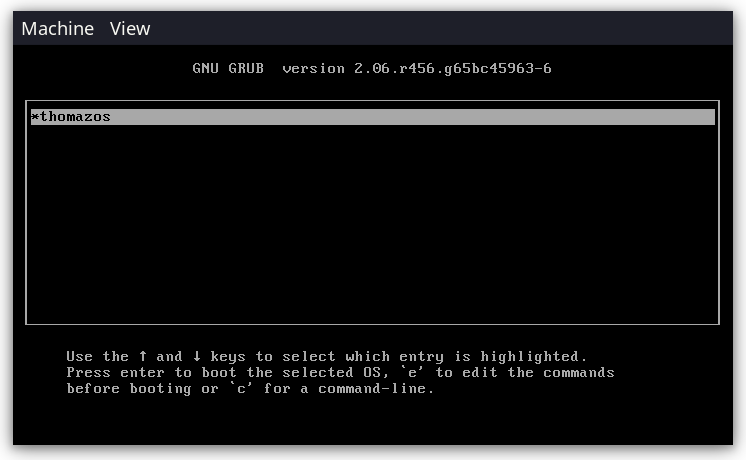 Machine View
GNU GRUB version 2.06.r456.g65bc45963-6
*thomazos
Use the ↑ and ↓ keys to select which entry is highlighted.
Press enter to boot the selected OS, `e' to edit the commands
before booting or `c' for a command-line.